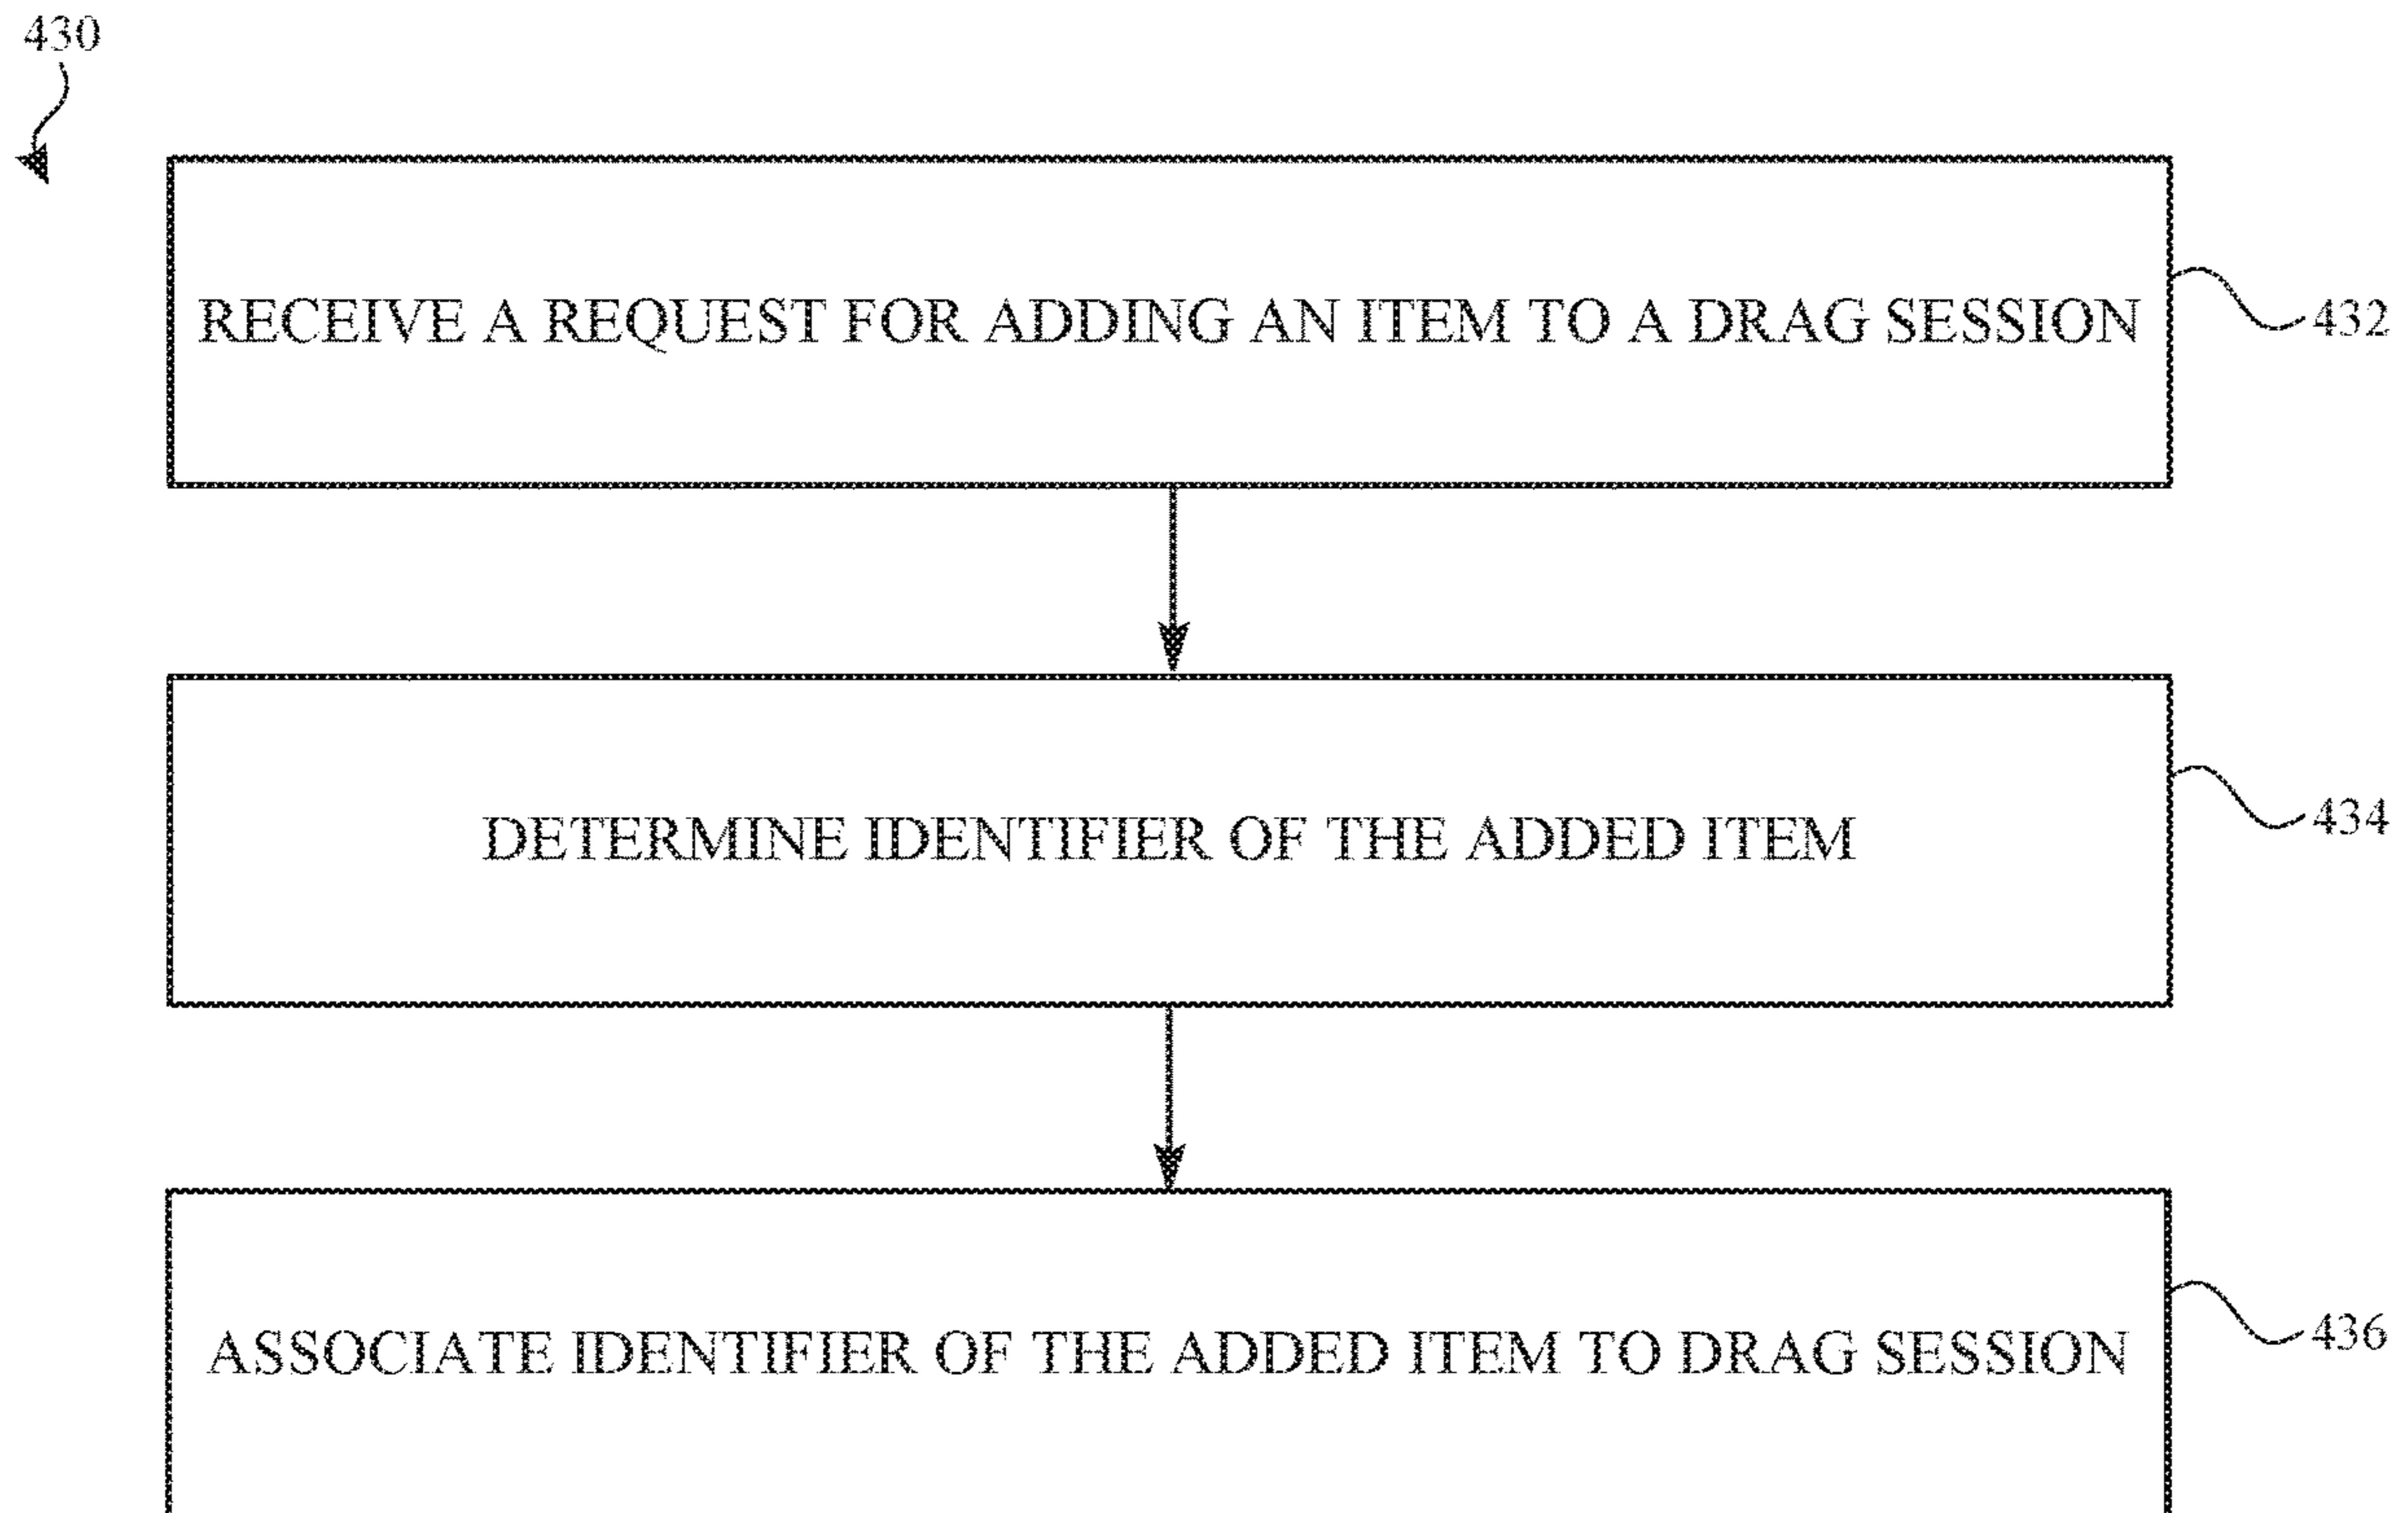 430
RECEIVE A REQUEST FOR ADDING AN ITEM TO A DRAG SESSION
432
DETERMINE IDENTIFIER OF THE ADDED ITEM
434
ASSOCIATE IDENTIFIER OF THE ADDED ITEM TO DRAG SESSION
436